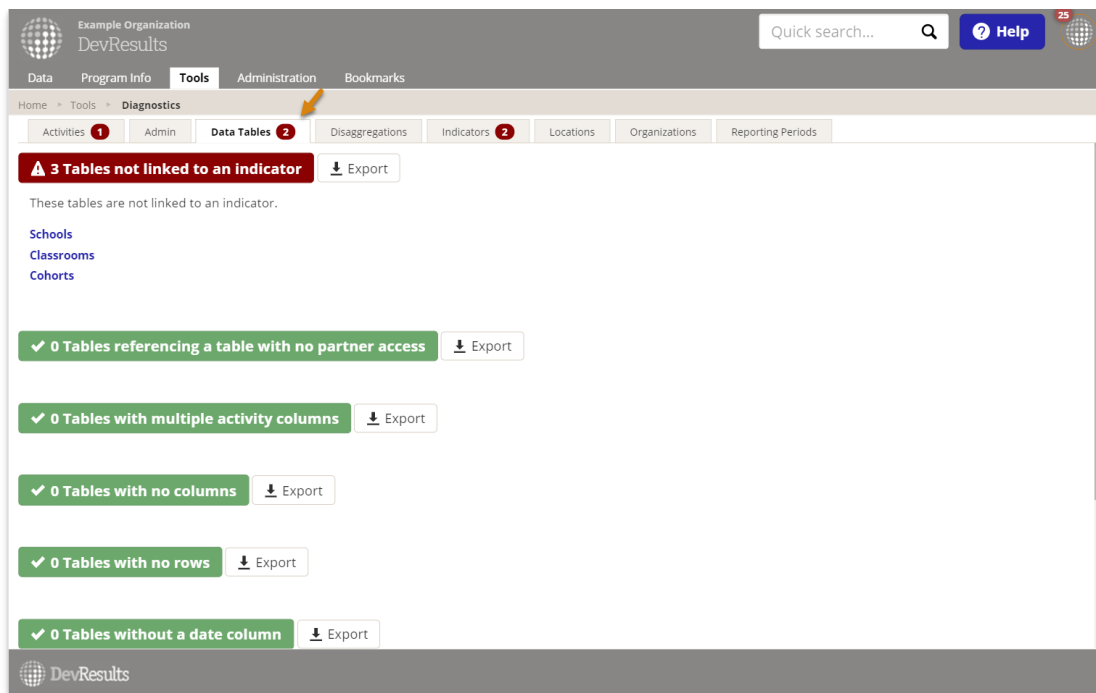 Example Organization
DevResults
Quick search...
Help
25
Data Program Info Tools Administration Bookmarks
Home Tools Diagnostics
Activities 1 Admin Data Tables 2 Disaggregations Indicators 2 Locations Organizations Reporting Periods
3 Tables not linked to an indicator Export
These tables are not linked to an indicator.
Schools
Classrooms
Cohorts
0 Tables referencing a table with no partner access Export
0 Tables with multiple activity columns Export
0 Tables with no columns Export
0 Tables with no rows Export
0 Tables without a date column Export
DevResults